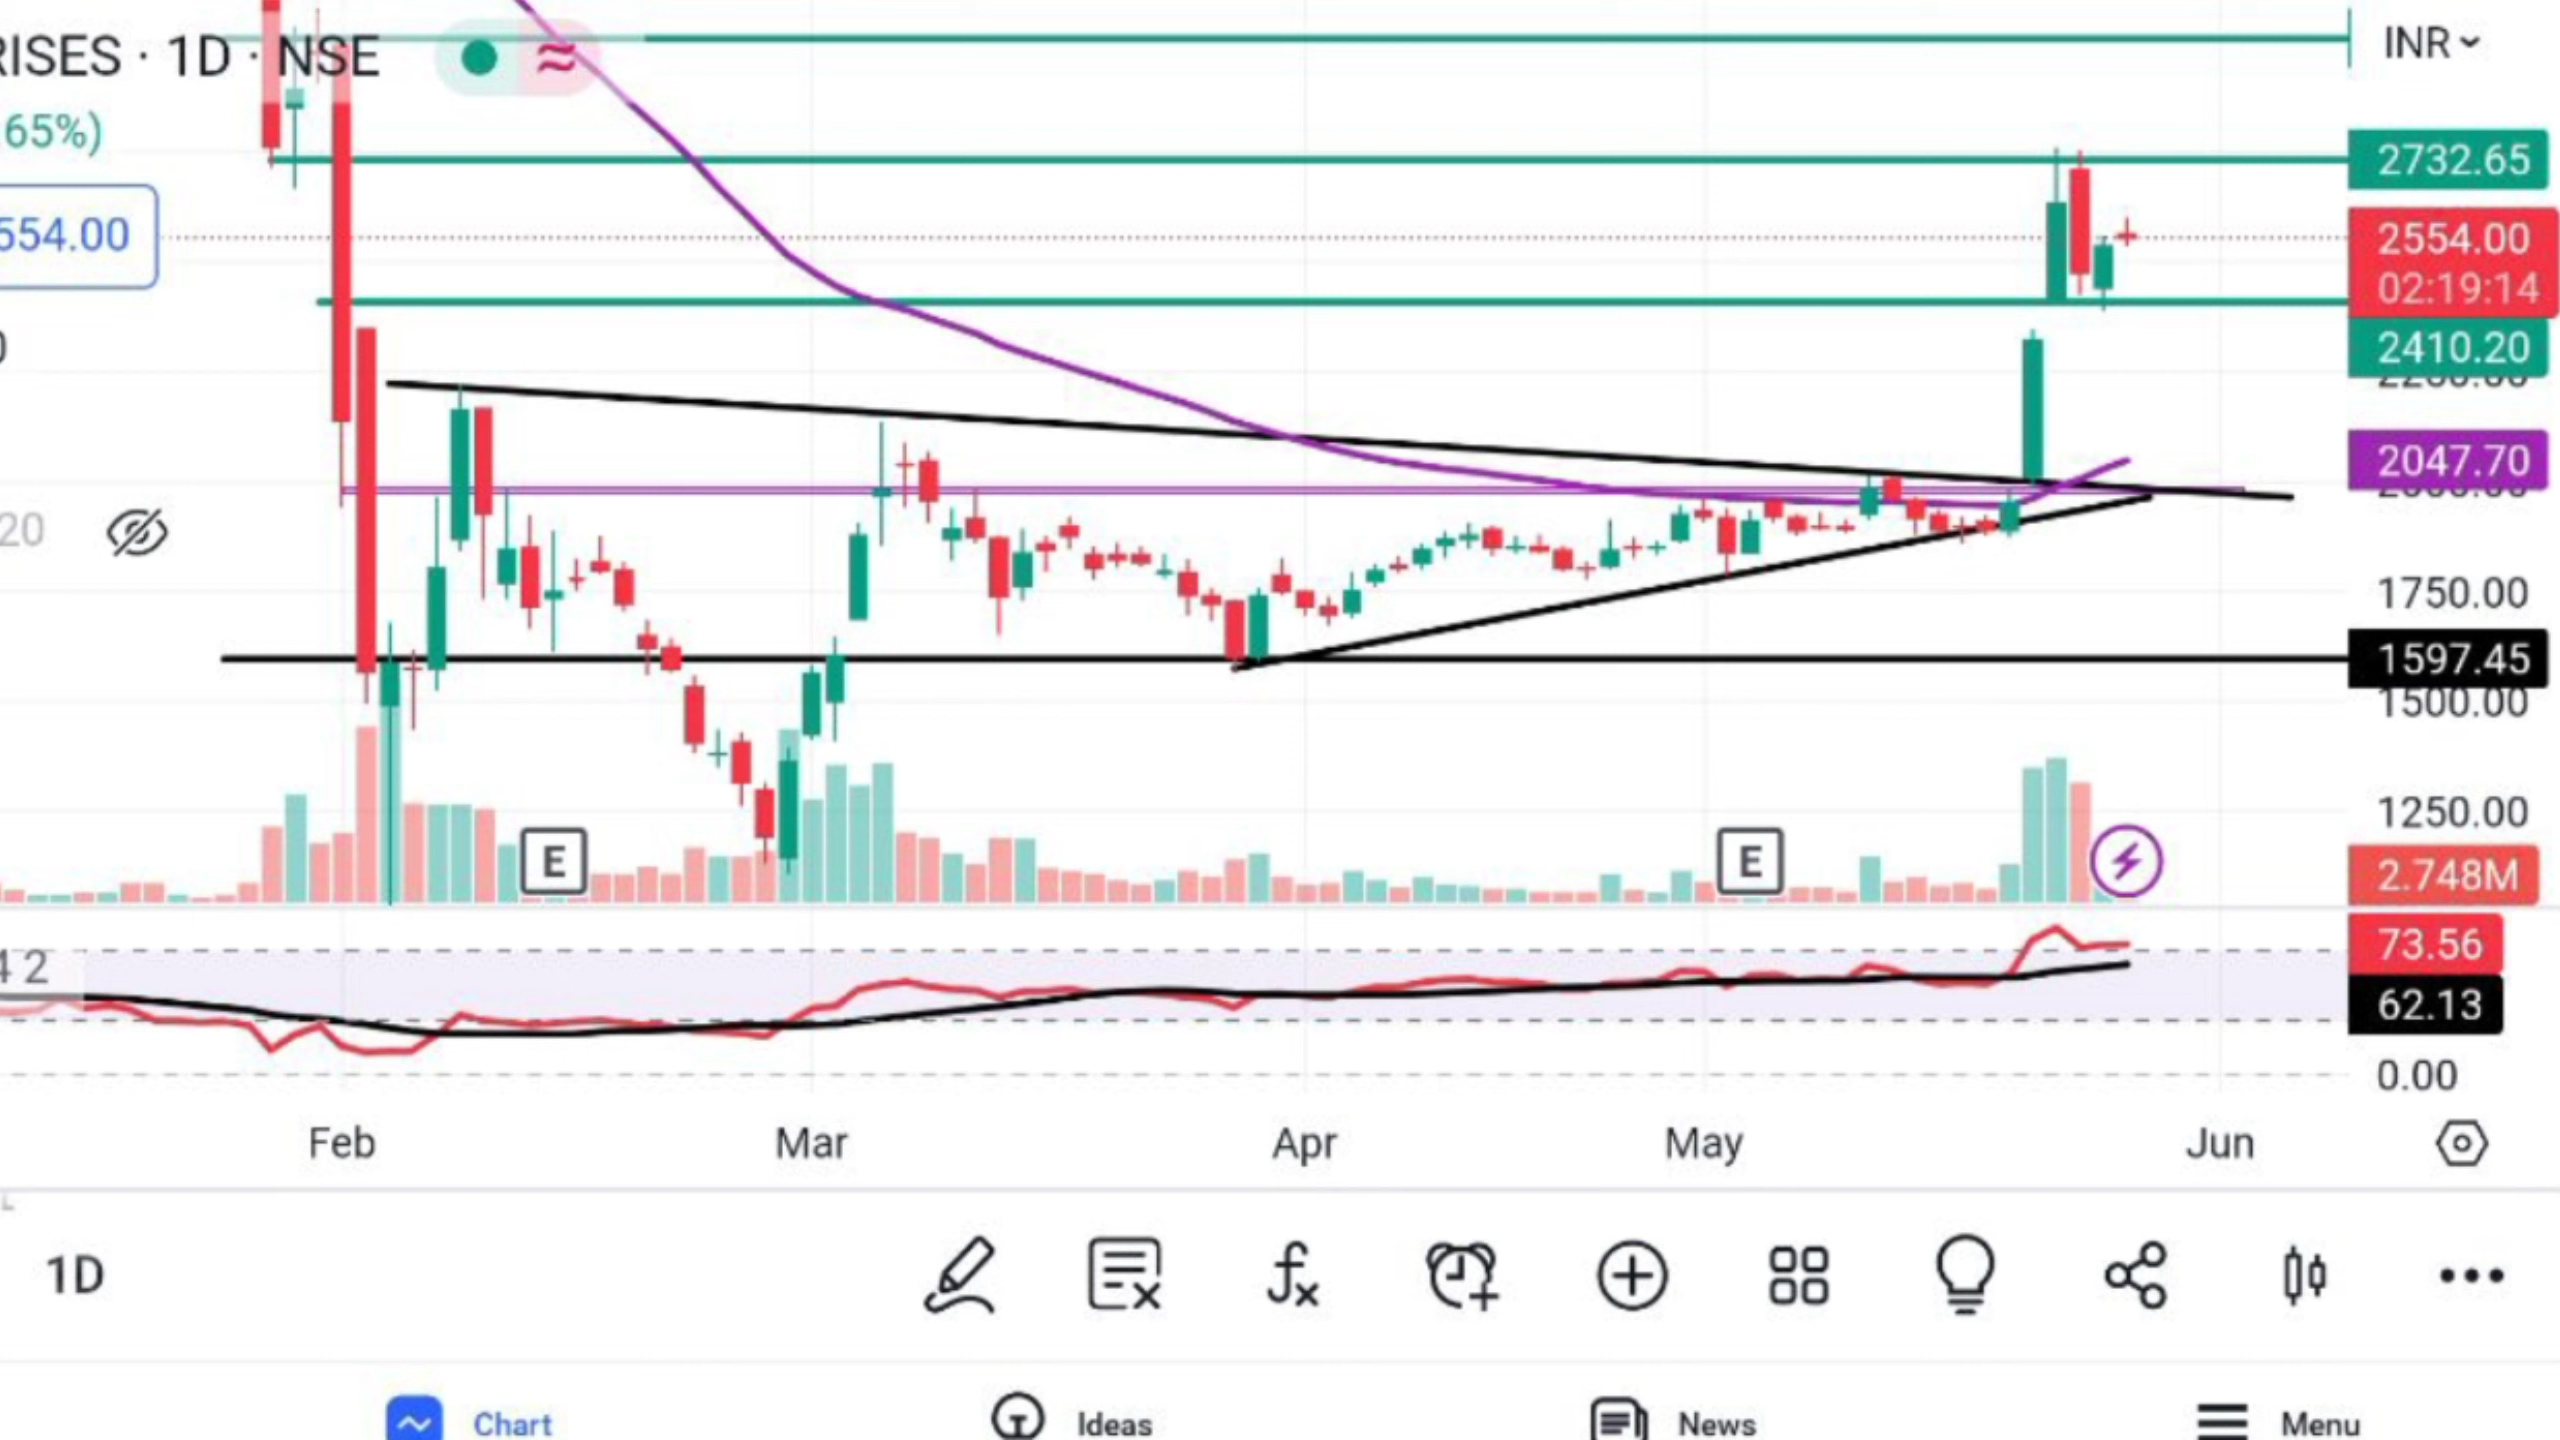 RISES · 1D · NSE
INR
65%)
2732.65
554.00
2554.00
02:19:14
2410.20
2047.70
20
1750.00
1597.45
1500.00
1250.00
E
E
2.748M
73.56
4 2
62.13
0.00
Feb Mar Apr May Jun
1D
Chart Ideas News Menu